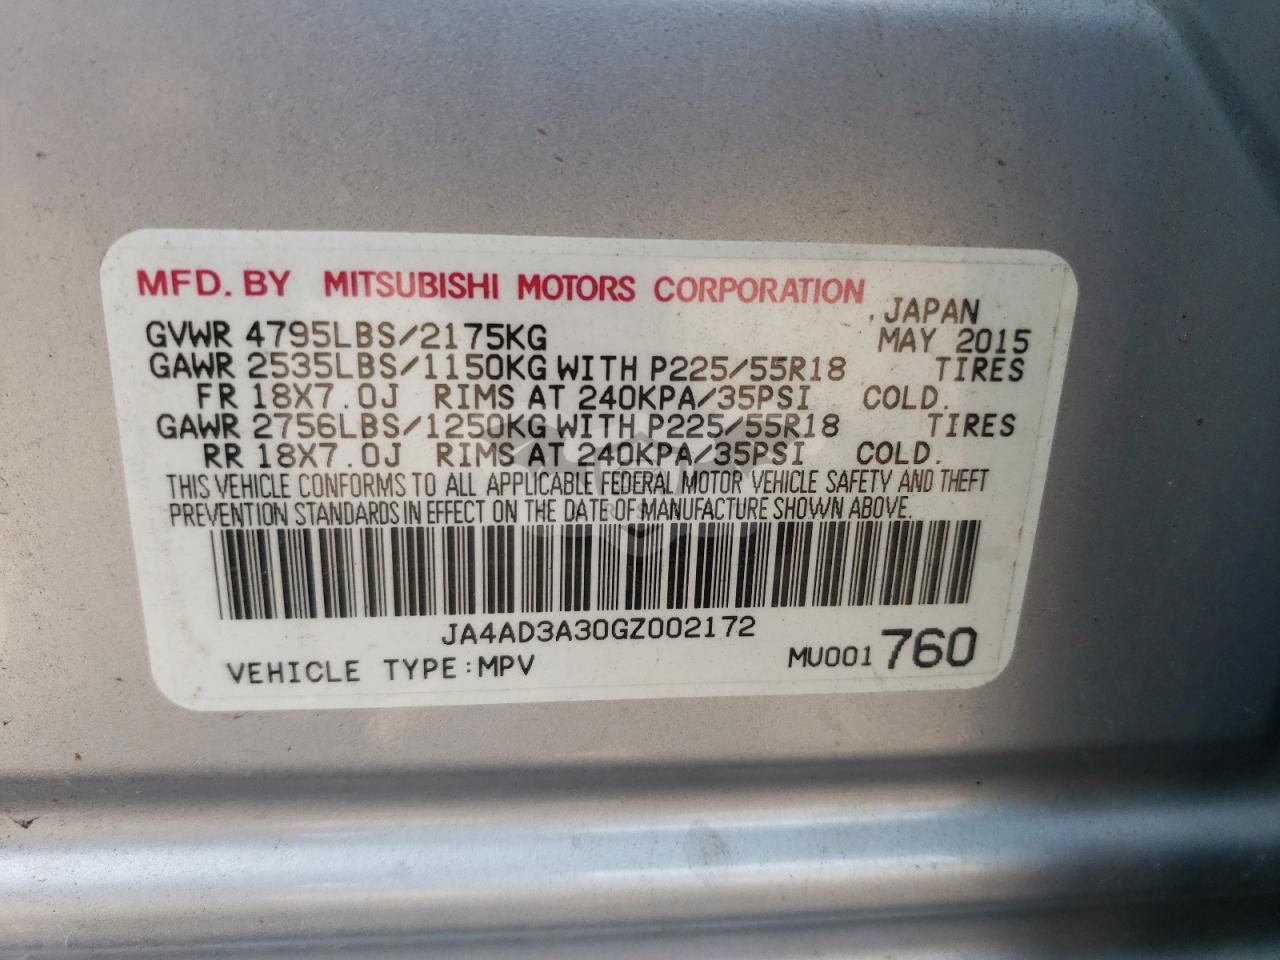 MFD. BY MITSUBISHI MOTORS CORPORATION
JAPAN
GVWR 4795LBS/2175KG MAY 2015
GAWR 2535LBS/1150KG WITH P225/55R18 TIRES
FR 18X7.0J RIMS AT 240KPA/35PSI COLD.
GAWR 2756LBS/1250KG WITH P225/55R18 TIRES
RR 18X7.0J RIMS AT 240KPA/35PSI COLD.
THIS VEHICLE CONFORMS TO ALL APPLICABLE FEDERAL MOTOR VEHICLE SAFETY AND THEFT
PREVENTION STANDARDS IN EFFECT ON THE DATE OF MANUFACTURE SHOWN ABOVE.
JA4AD3A30GZ002172
VEHICLE TYPE:MPV MU001 760